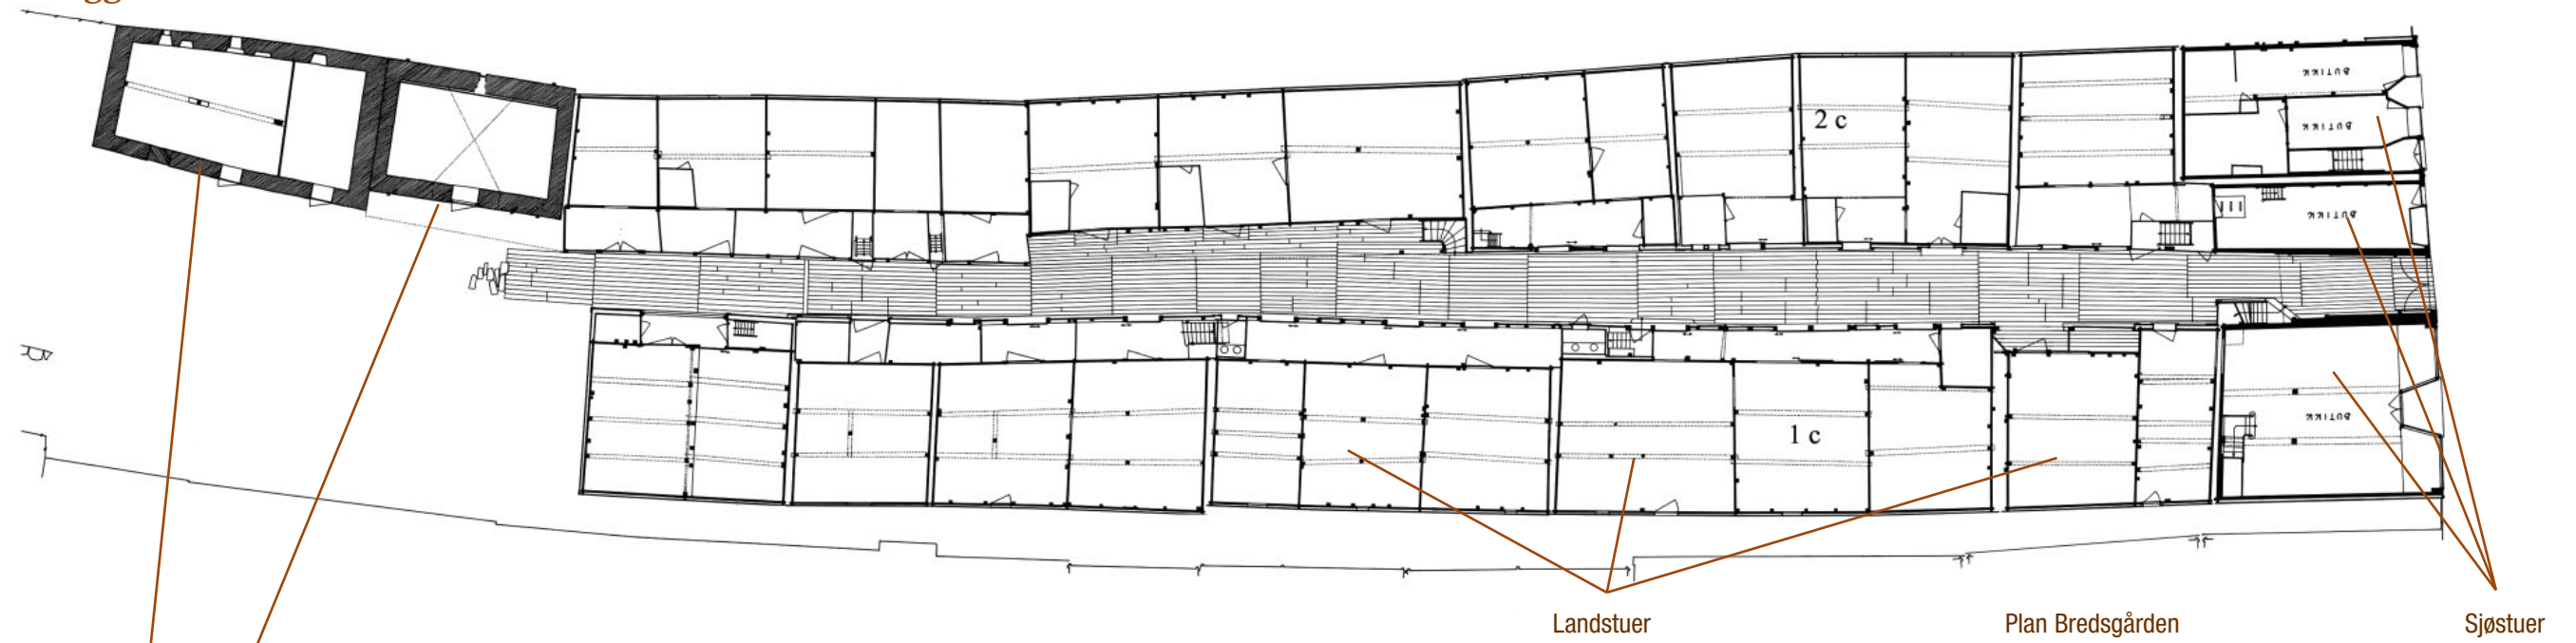 BUTIKK
BUTIKK
2 c
BUTIKK
BUTIKK
1 c
Landstuer
Plan Bredsgården
Sjøstuer